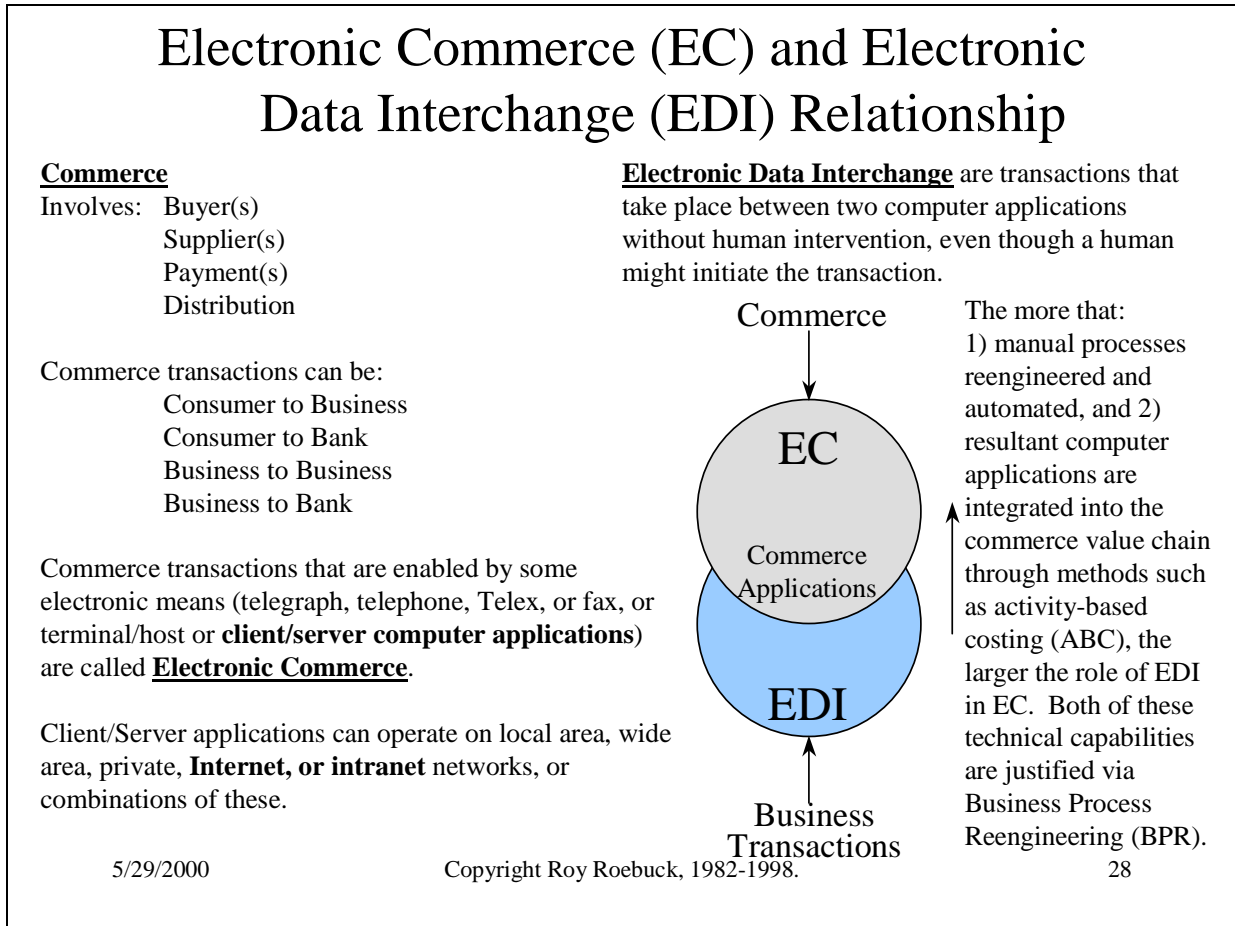 Electronic Commerce (EC) and Electronic
Data Interchange (EDI) Relationship
Commerce
Involves: Buyer(s)
Supplier(s)
Payment(s)
Distribution
Commerce transactions can be:
Consumer to Business
Consumer to Bank
Business to Business
Business to Bank
Commerce transactions that are enabled by some
electronic means (telegraph, telephone, Telex, or fax, or
terminal/host or client/server computer applications)
are called Electronic Commerce.
Client/Server applications can operate on local area, wide
area, private, Internet, or intranet networks, or
combinations of these.
Electronic Data Interchange are transactions that
take place between two computer applications
without human intervention, even though a human
might initiate the transaction.
Commerce
EC
Commerce
Applications
EDI
Business
Transactions
The more that:
1) manual processes
reengineered and
automated, and 2)
resultant computer
applications are
integrated into the
commerce value chain
through methods such
as activity-based
costing (ABC), the
larger the role of EDI
in EC. Both of these
technical capabilities
are justified via
Business Process
Reengineering (BPR).
5/29/2000
Copyright Roy Roebuck, 1982-1998.
28